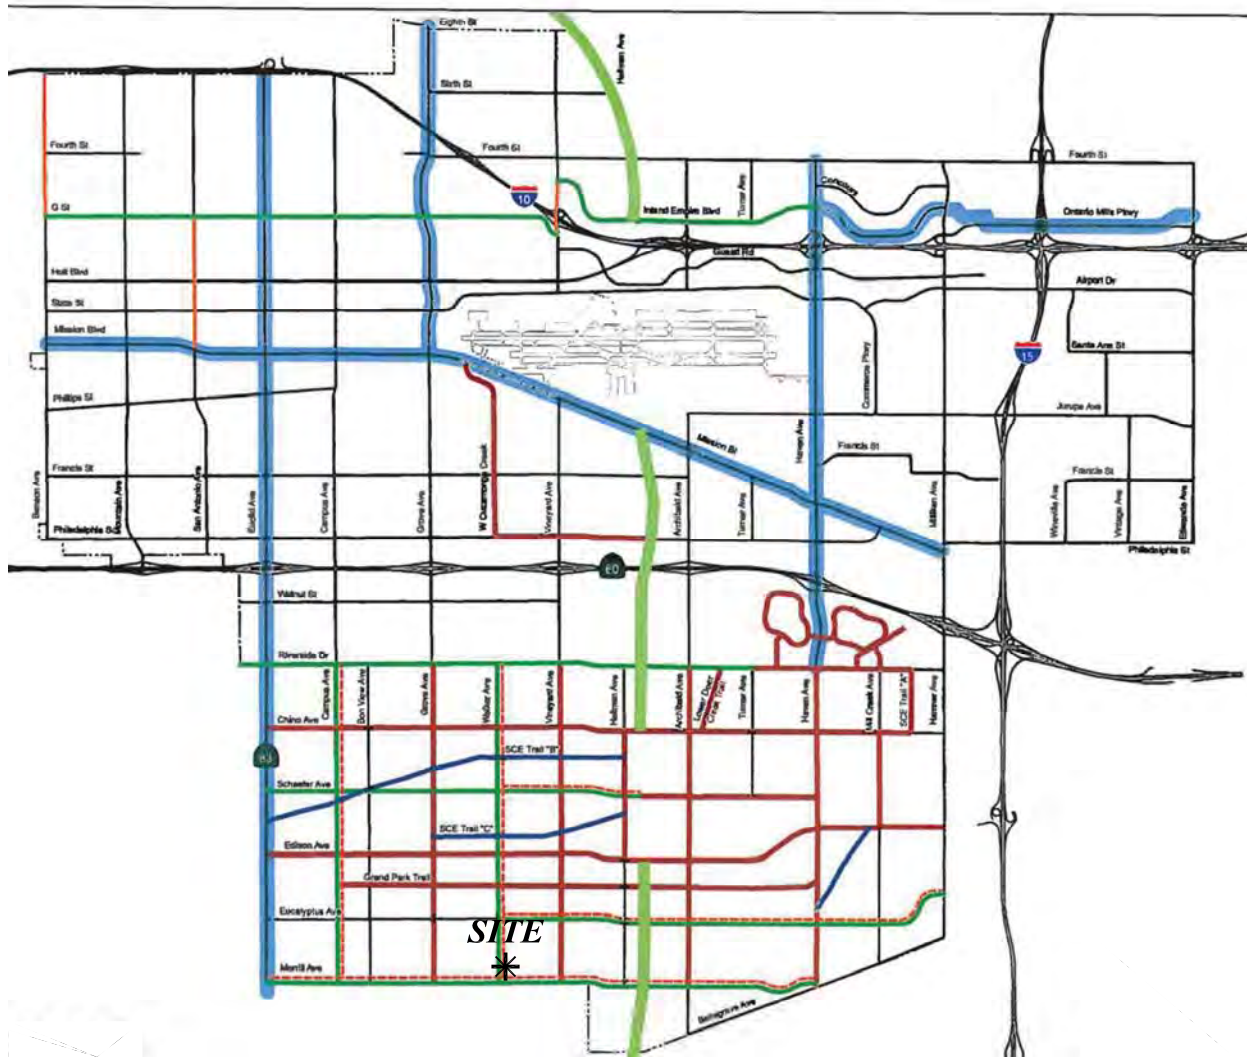 Eighth St
Hellman Ave
Sixth St
Fourth St
Fourth St
Fourth St
10
G St
Inland Empire Blvd
Turner Ave
Ontario Mills Pkwy
Holt Blvd
Guasti Rd
State St
Airport Dr
Mission Blvd
Santa Ana St
15
Phillips St
Commerce Pkwy
Jurupa Ave
Mission Bl
Haven Ave
Francis St
Francis St
Francis St
Benson Ave
Mountain Ave
San Antonio Ave
Euclid Ave
Campus Ave
Grove Ave
W Cucamonga Creek
Vineyard Ave
Archibald Ave
Turner Ave
Milliken Ave
Wineville Ave
Vintage Ave
Edwards Ave
Philadelphia St
Philadelphia St
60
Walnut St
Riverside Dr
Campus Ave
Bon View Ave
Grove Ave
Walker Ave
Vineyard Ave
Hellman Ave
Archibald Ave
Lower Deer
Creek Trail
Turner Ave
Haven Ave
Mill Creek Ave
SCE Trail "A"
Hamner Ave
Chino Ave
SCE Trail "B"
83
Schaefer Ave
SCE Trail "C"
Edison Ave
Grand Park Trail
Eucalyptus Ave
SITE
Merrill Ave
Bellegrave Ave